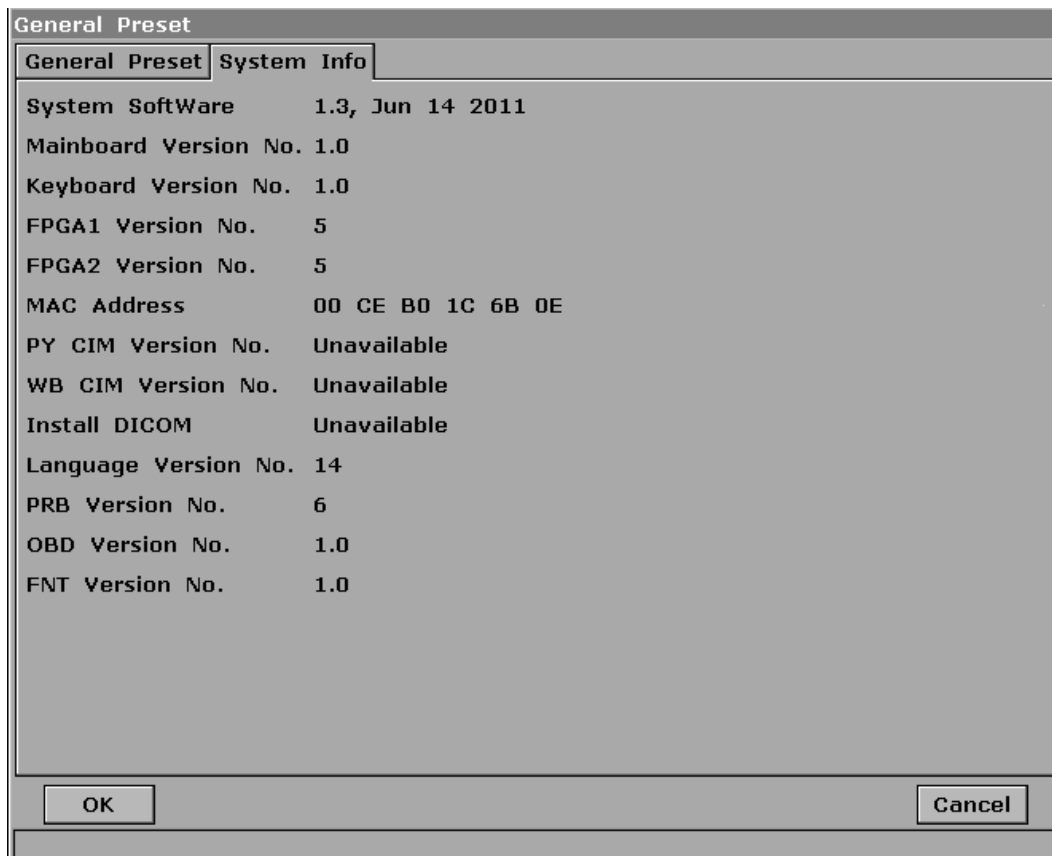 General Preset
General Preset System Info
System SoftWare 1.3, Jun 14 2011
Mainboard Version No. 1.0
Keyboard Version No. 1.0
FPGA1 Version No. 5
FPGA2 Version No. 5
MAC Address 00 CE B0 1C 6B 0E
PY CIM Version No. Unavailable
WB CIM Version No. Unavailable
Install DICOM Unavailable
Language Version No. 14
PRB Version No. 6
OBD Version No. 1.0
FNT Version No. 1.0
OK Cancel